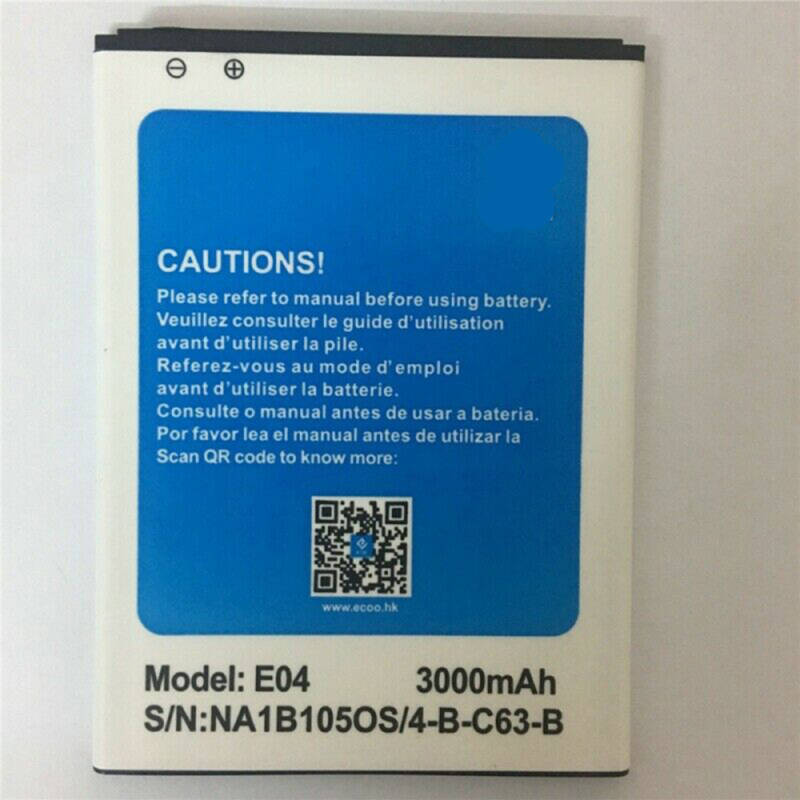 CAUTIONS!
Please refer to manual before using battery.
Veuillez consulter le guide d'utilisation
avant d'utiliser la pile.
Referez-vous au mode d'emploi
avant d'utiliser la batterie.
Consulte o manual antes de usar a bateria.
Por favor lea el manual antes de utilizar la
Scan QR code to know more:
www.ecoo.hk
Model: E04 3000mAh
S/N:NA1B105OS/4-B-C63-B